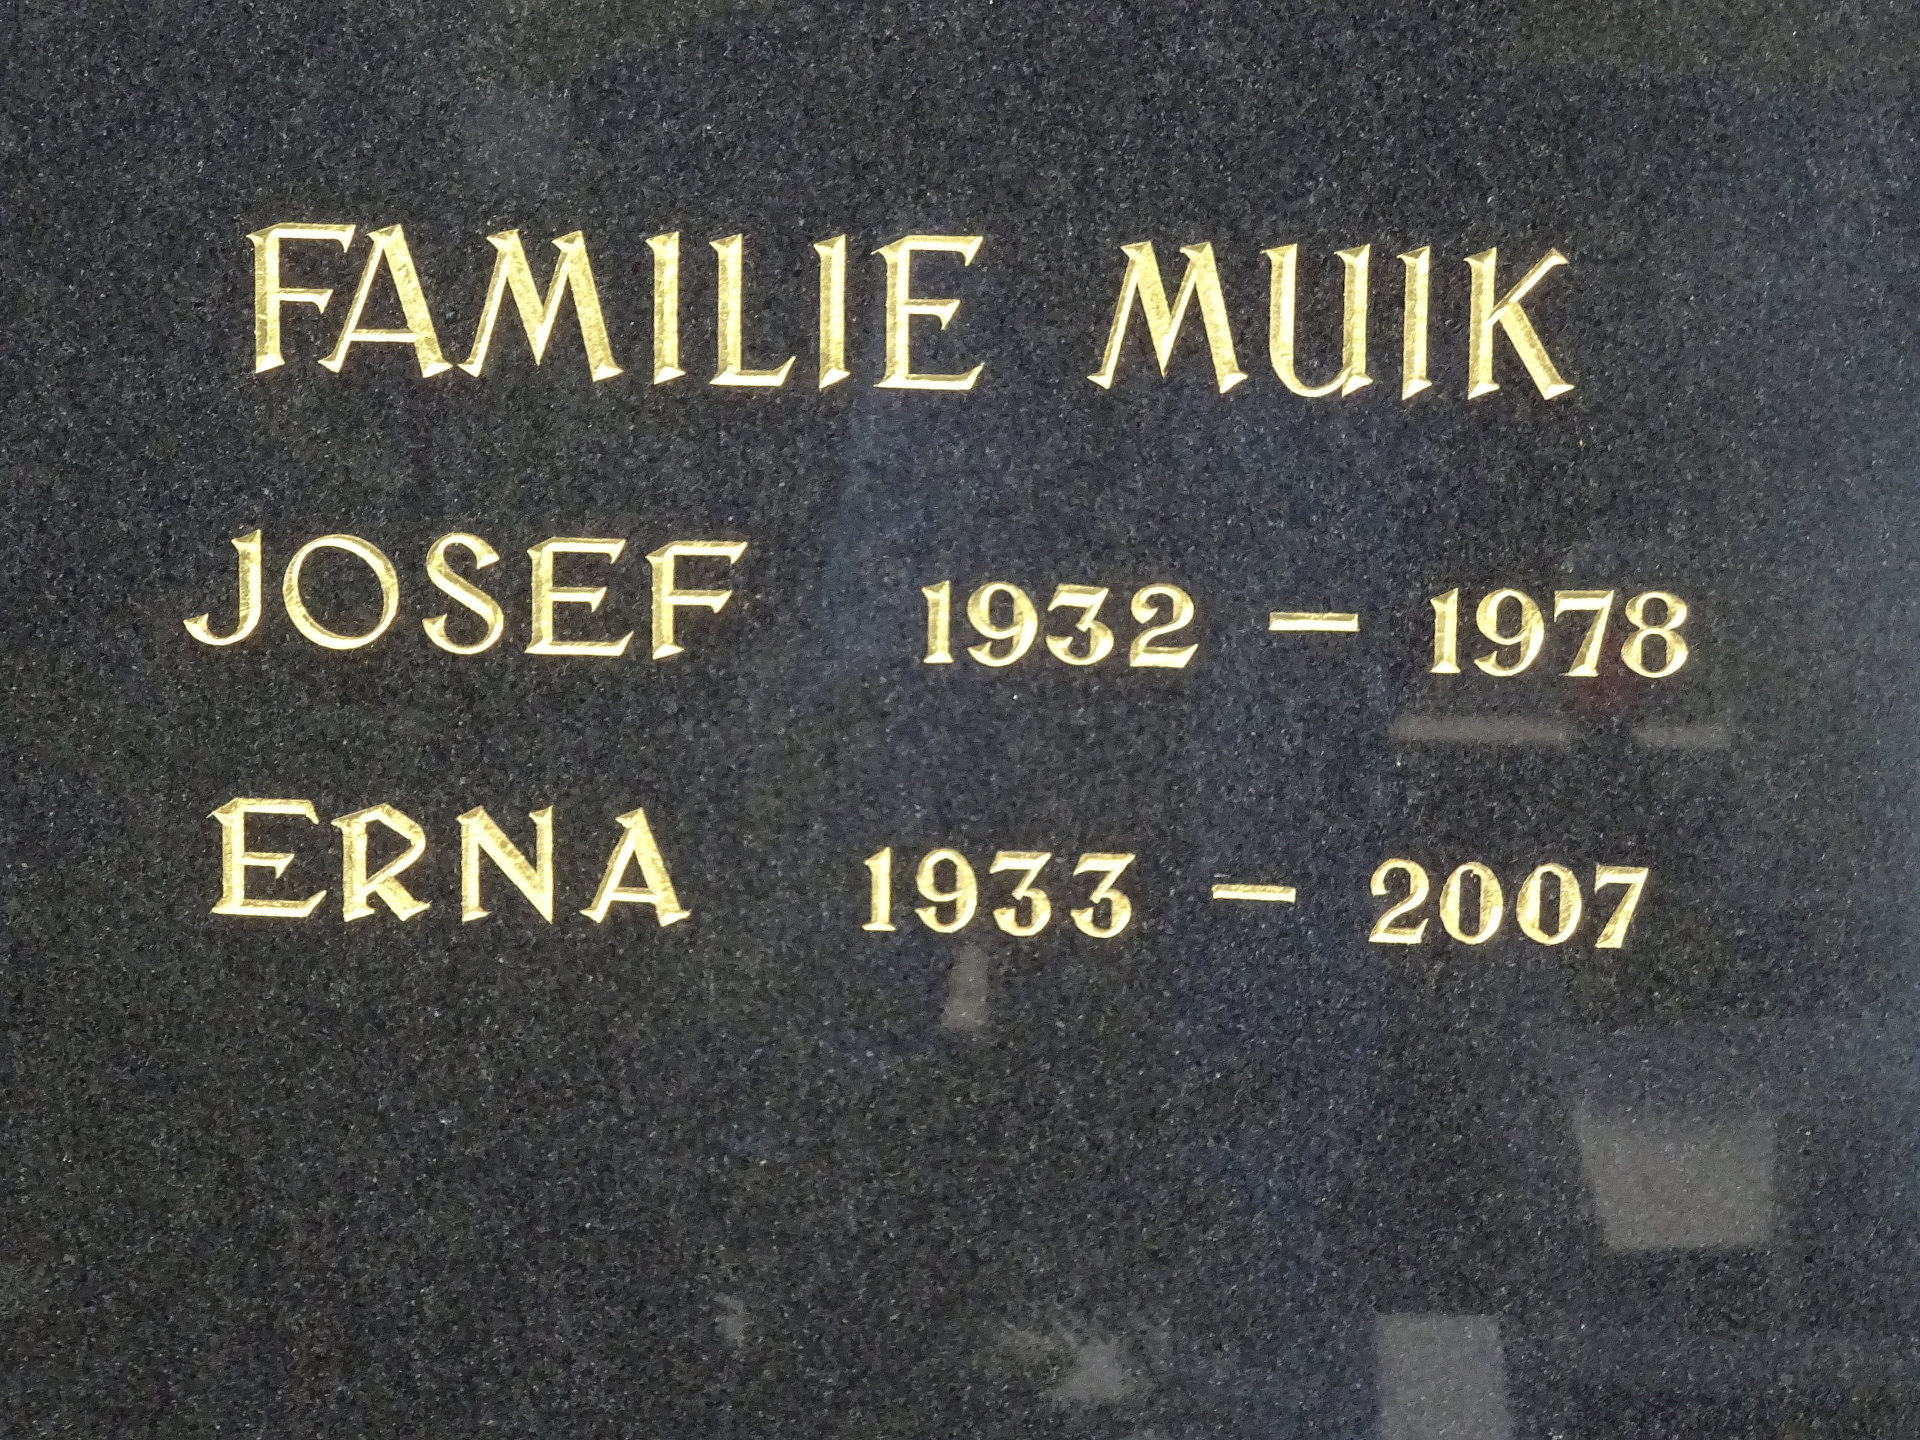 FAMILIE MUIK
JOSEF 1932 – 1978
ERNA 1933 – 2007